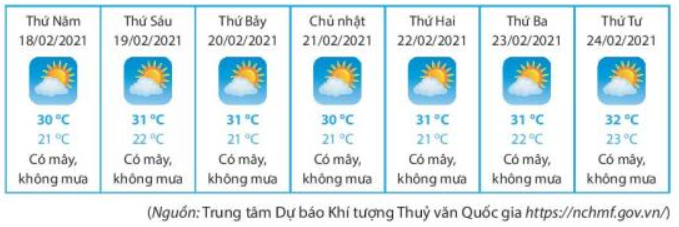 Thứ Năm Thứ Sáu Thứ Bảy Chủ nhật Thứ Hai Thứ Ba Thứ Tư
18/02/2021 19/02/2021 20/02/2021 21/02/2021 22/02/2021 23/02/2021 24/02/2021
30 °C 31 °C 31 °C 30 °C 31 °C 31 °C 32 °C
21 °C 22 °C 21 °C 21 °C 21 °C 22 °C 23 °C
Có mây, Có mây, Có mây, Có mây, Có mây, Có mây, Có mây,
không mưa không mưa không mưa không mưa không mưa không mưa không mưa
(Nguồn: Trung tâm Dự báo Khí tượng Thuỷ văn Quốc gia https://nchmf.gov.vn/)